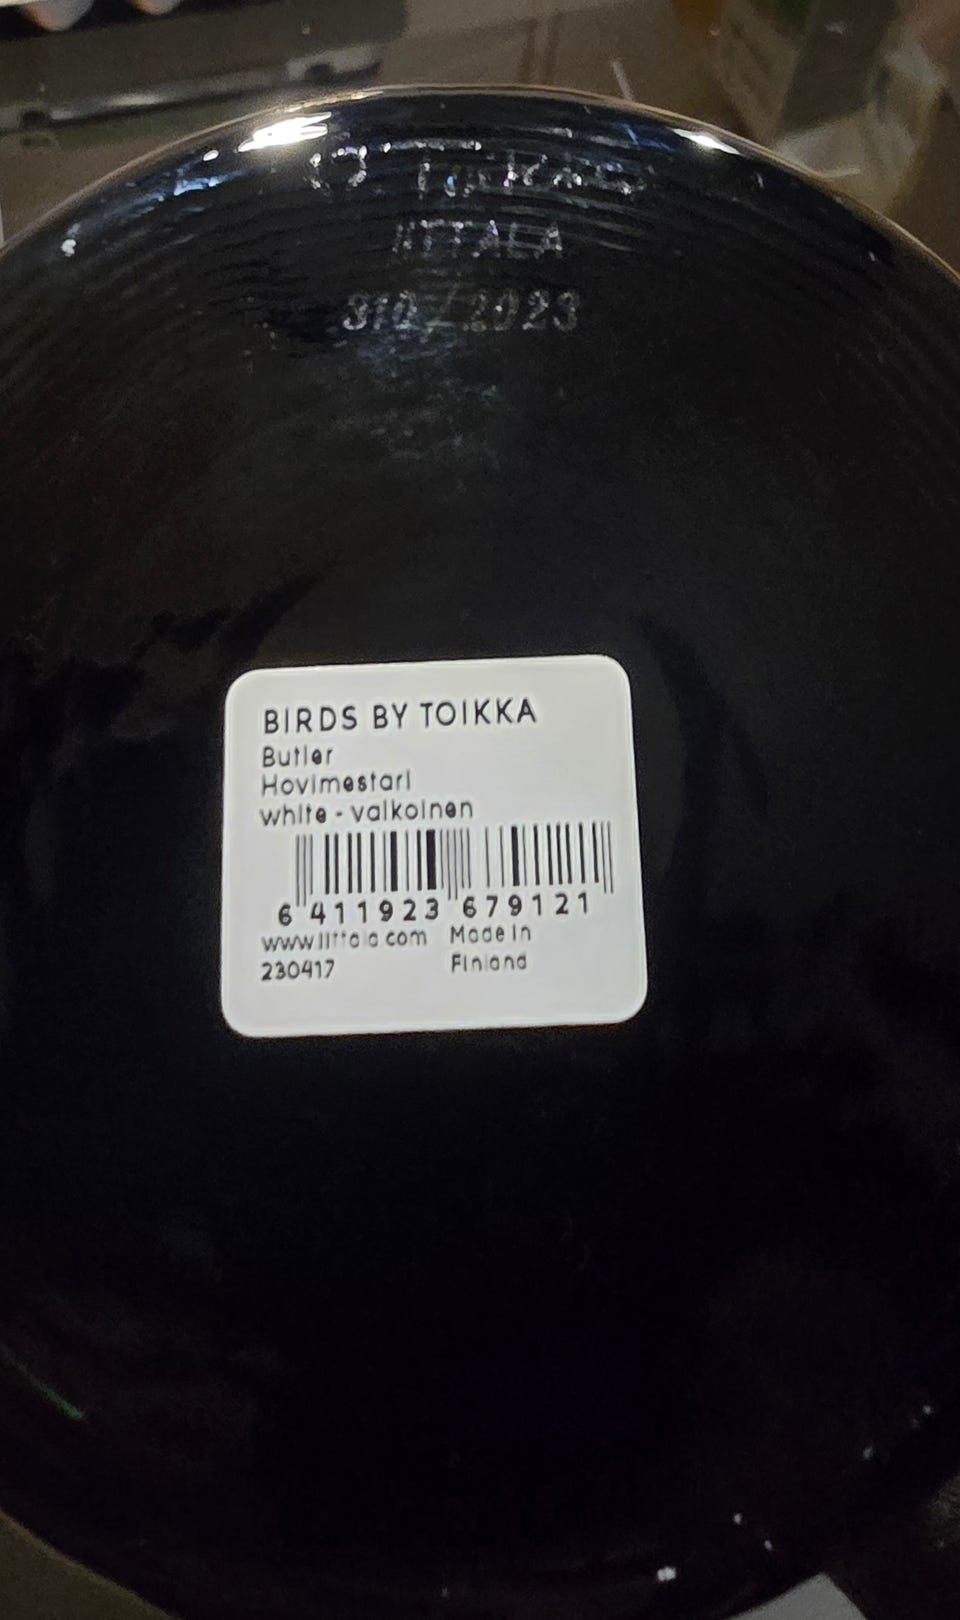 O. TOIKKA
IITTALA
310/2023
BIRDS BY TOIKKA
Butler
Hovimestari
white - valkoinen
6 411923 679121
www.iittala.com Made in
230417 Finland